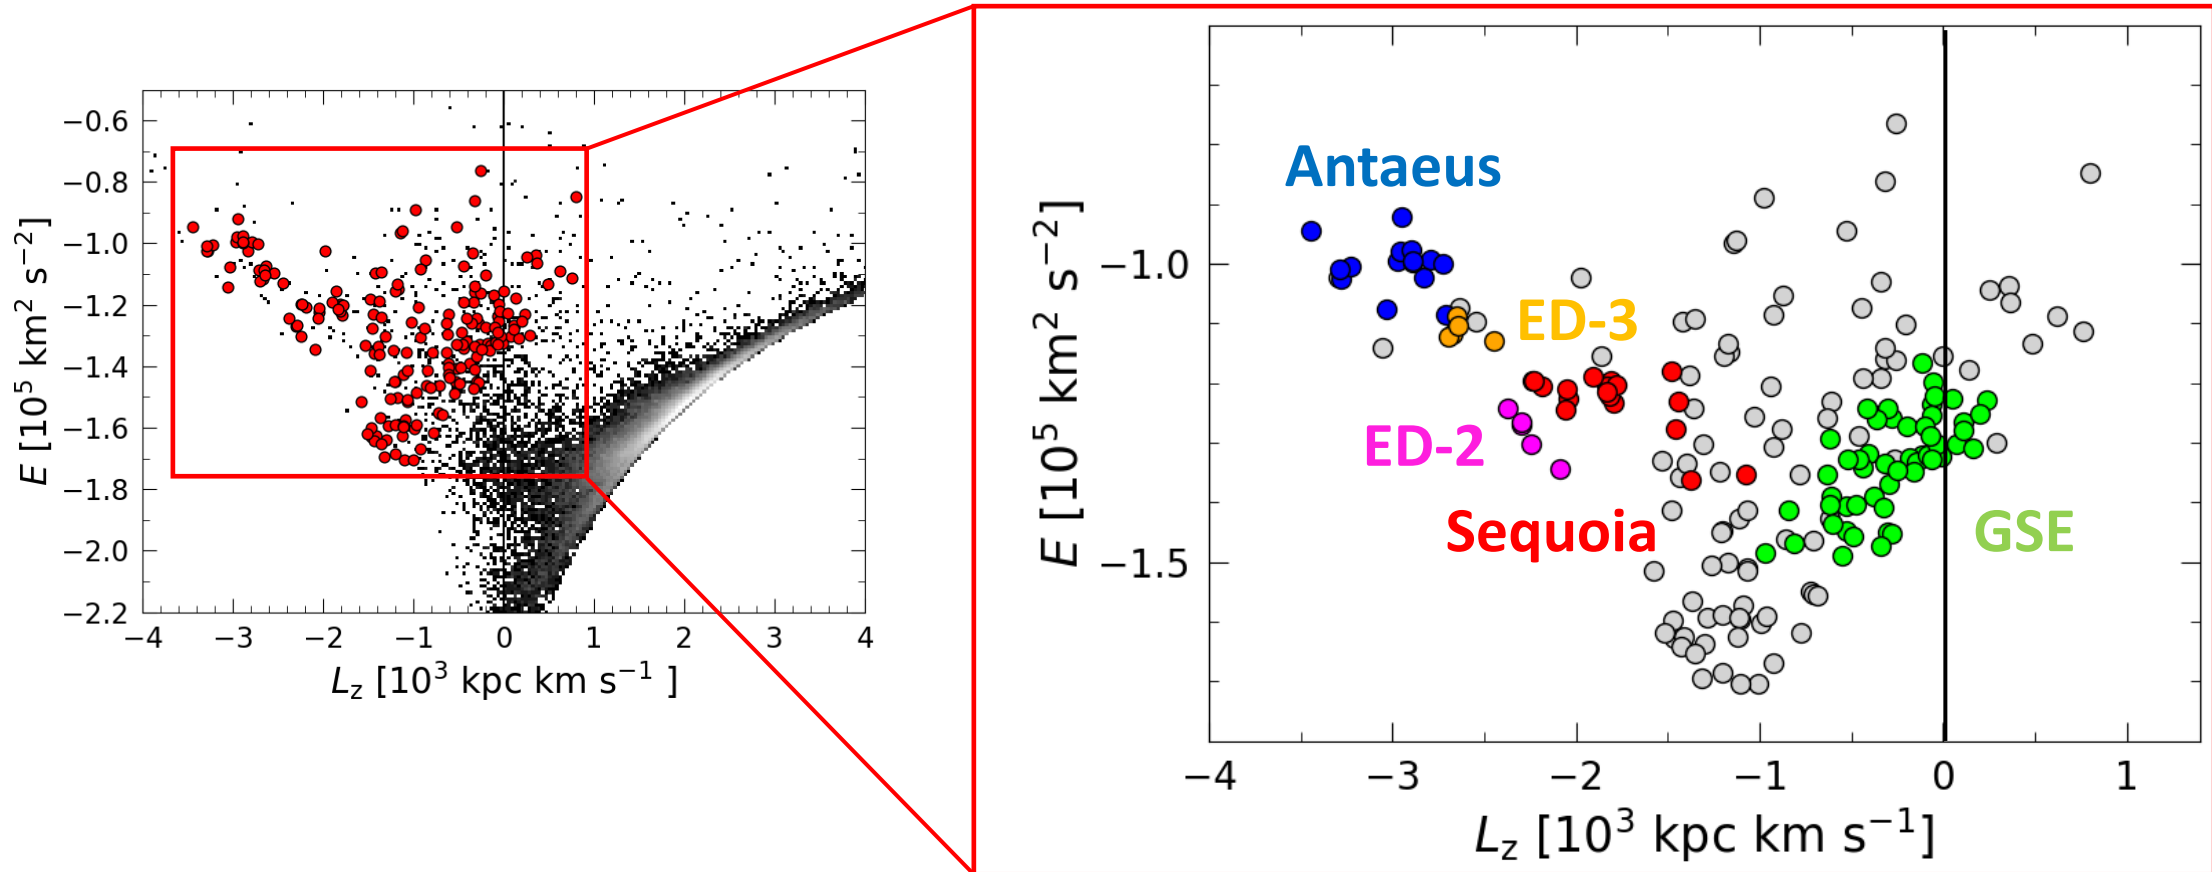 −0.6
−0.8
−1.0
−1.2
−1.4
−1.6
−1.8
−2.0
−2.2
E [10⁵ km² s⁻²]
−4 −3 −2 −1 0 1 2 3 4
L_z [10³ kpc km s⁻¹ ]
Antaeus
ED-3
ED-2
Sequoia
GSE
−1.0
−1.5
E [10⁵ km² s⁻²]
−4 −3 −2 −1 0 1
L_z [10³ kpc km s⁻¹]